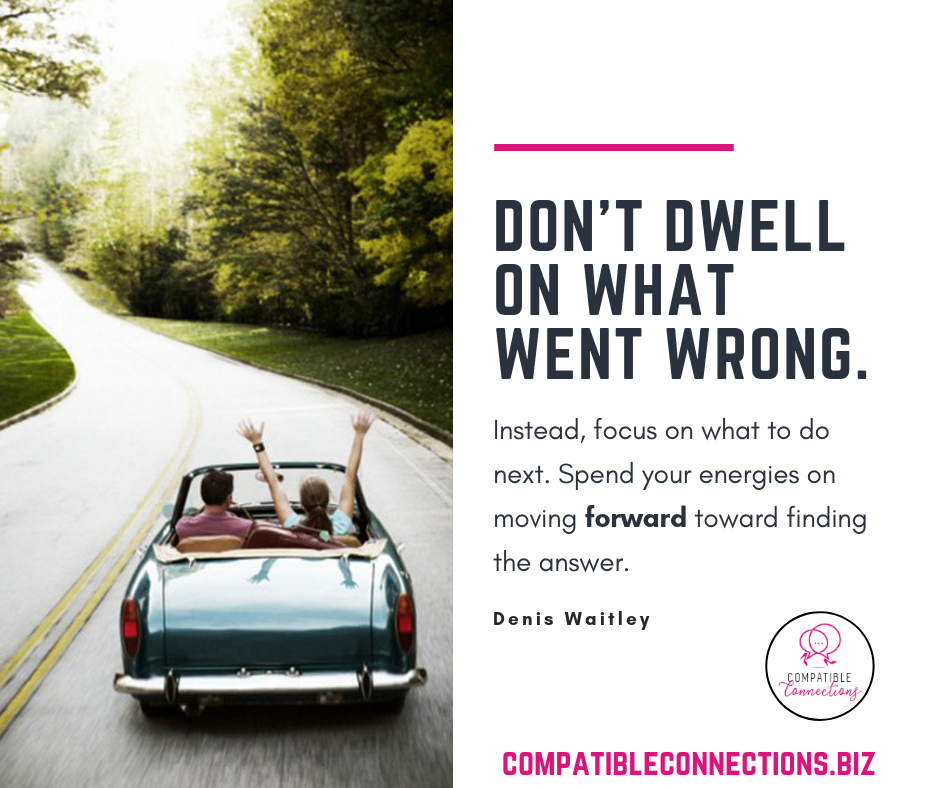 DON'T DWELL
ON WHAT
WENT WRONG.
Instead, focus on what to do
next. Spend your energies on
moving forward toward finding
the answer.
Denis Waitley
...
COMPATIBLE
Connections
COMPATIBLECONNECTIONS.BIZ